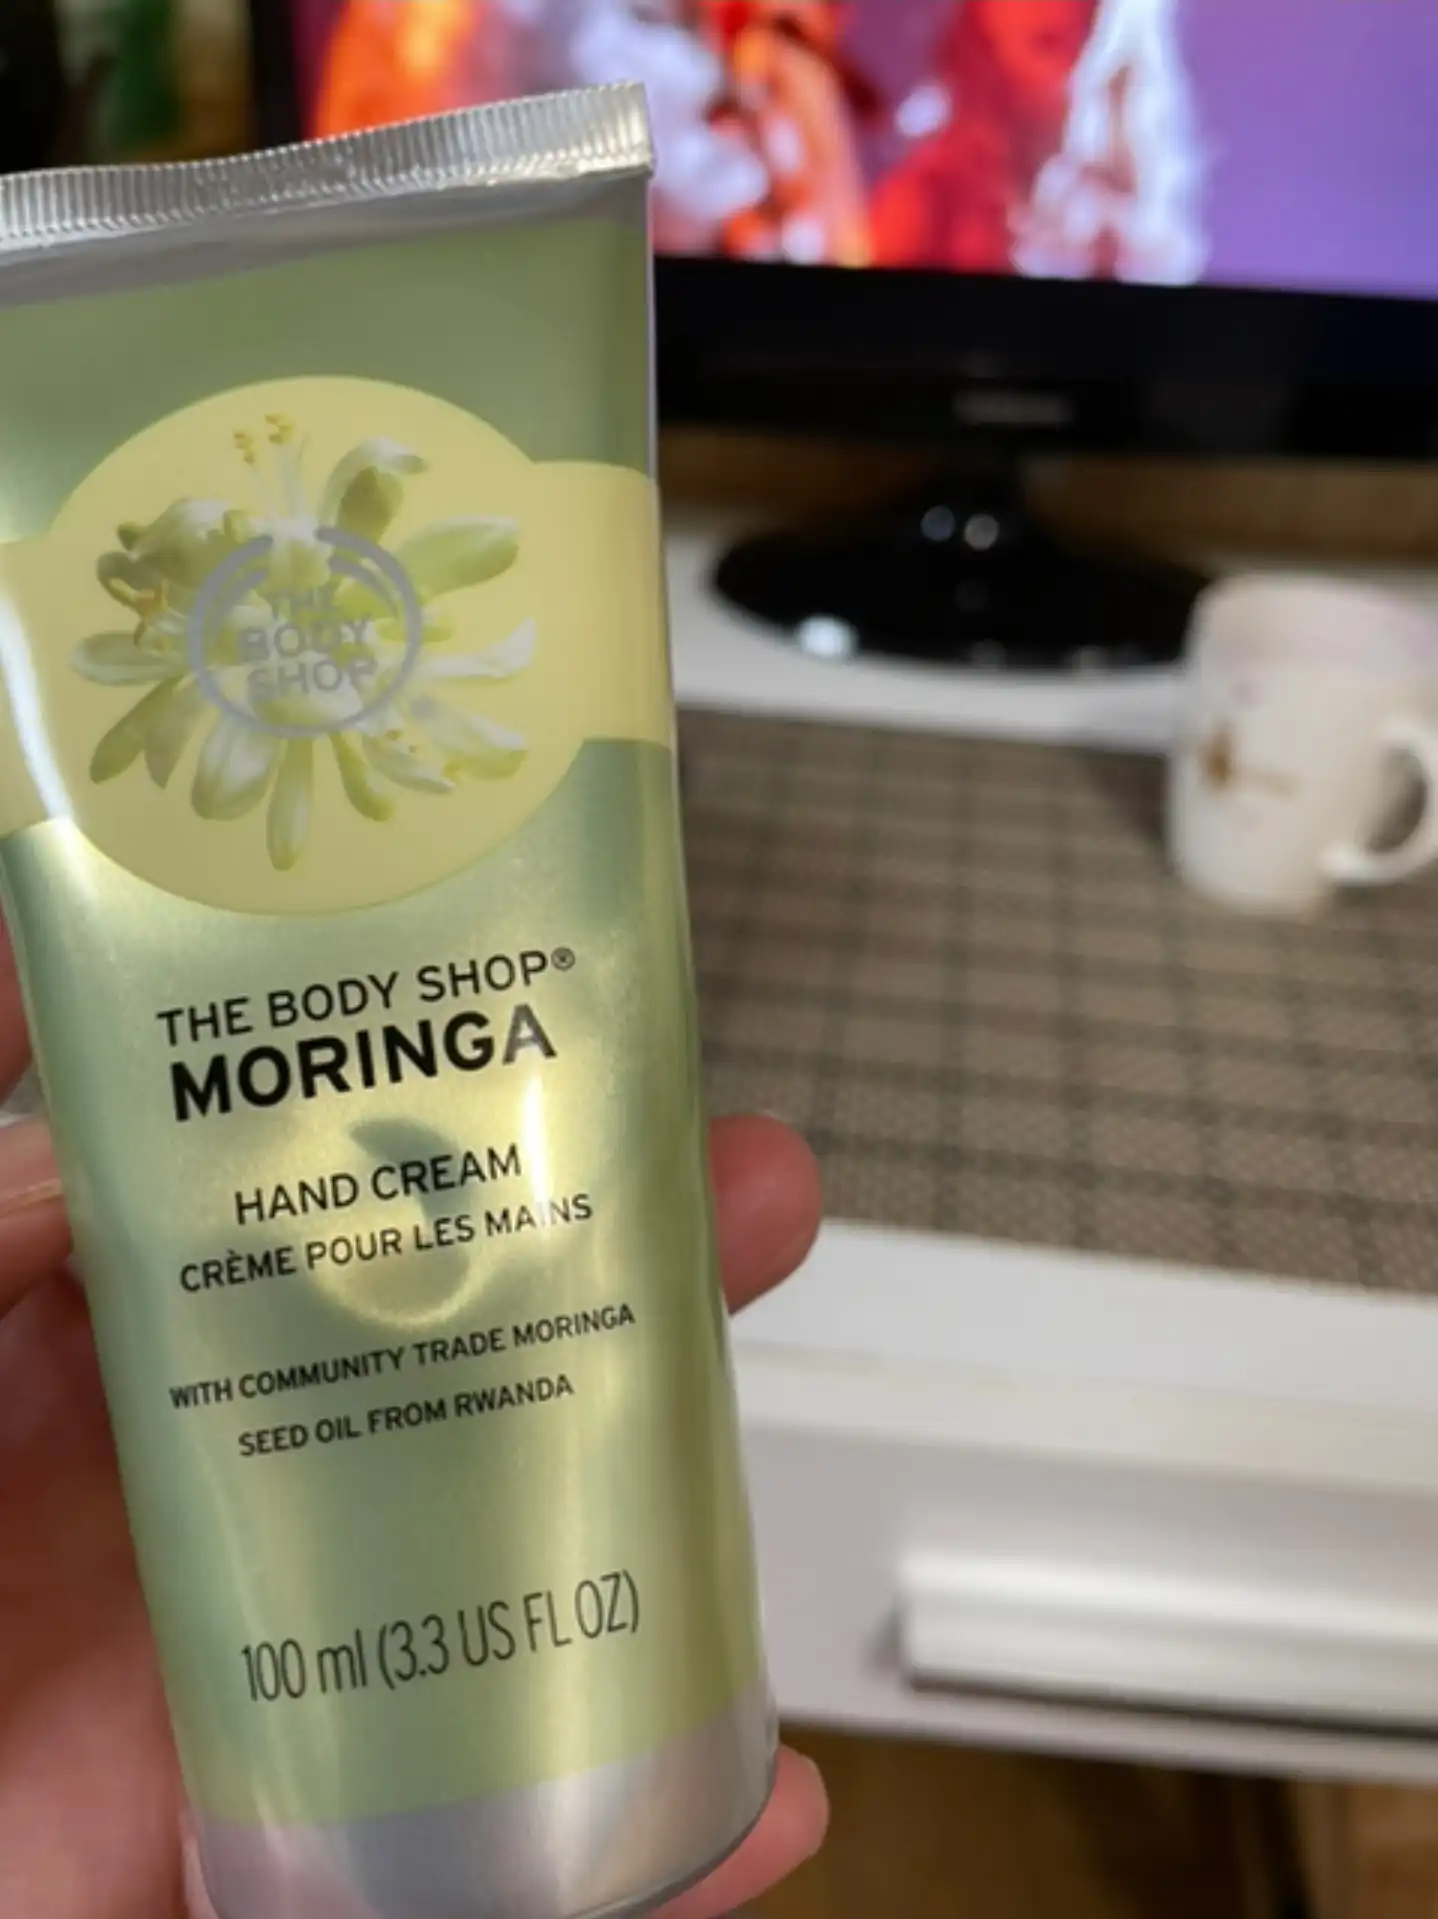 THE
BODY
SHOP
THE BODY SHOP®
MORINGA
HAND CREAM
CRÈME POUR LES MAINS
WITH COMMUNITY TRADE MORINGA
SEED OIL FROM RWANDA
100 ml (3.3 US FL OZ)